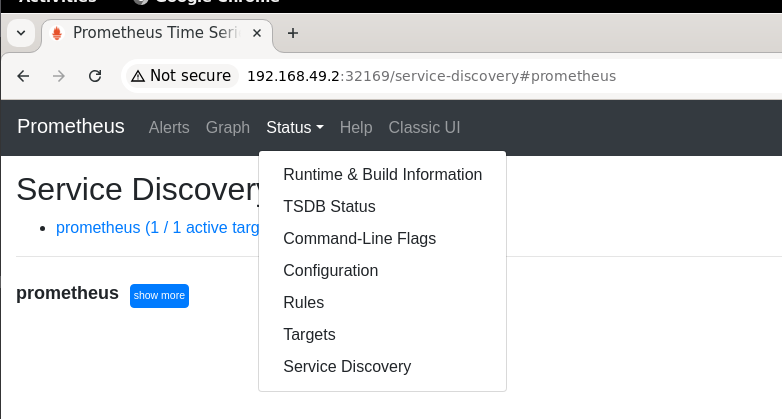 Activities Google Chrome
Prometheus Time Seri
Not secure 192.168.49.2:32169/service-discovery#prometheus
Prometheus Alerts Graph Status Help Classic UI
Runtime & Build Information
Service Discovery
TSDB Status
prometheus (1 / 1 active targ
Command-Line Flags
Configuration
prometheus show more
Rules
Targets
Service Discovery